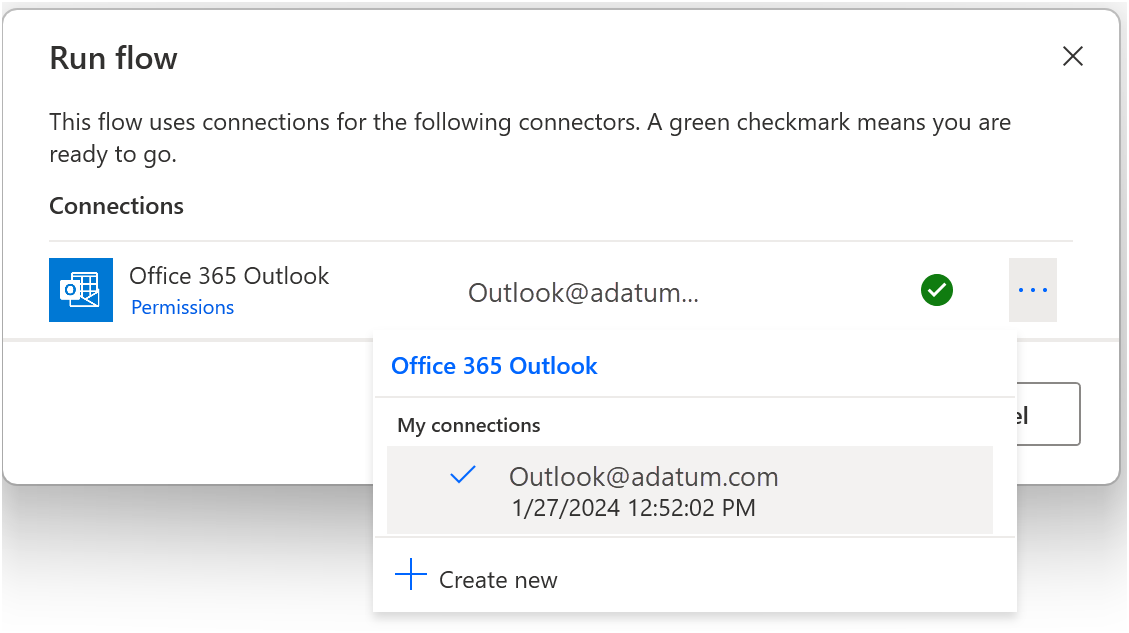 Run flow
This flow uses connections for the following connectors. A green checkmark means you are
ready to go.
Connections
Office 365 Outlook
Permissions
Outlook@adatum...
Office 365 Outlook
My connections
Outlook@adatum.com
1/27/2024 12:52:02 PM
Create new